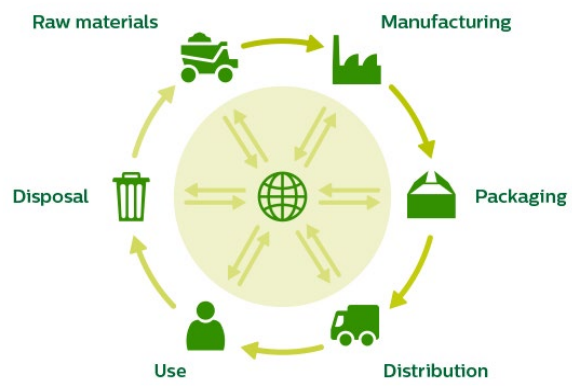 Raw materials
Manufacturing
Disposal
Packaging
Use
Distribution